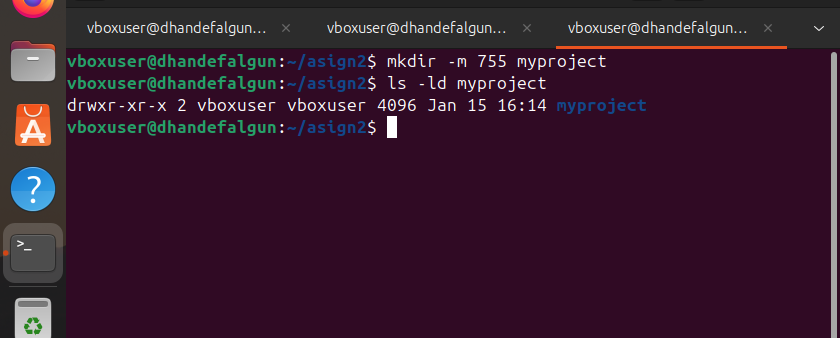 vboxuser@dhandefalgun:... vboxuser@dhandefalgun... vboxuser@dhandefalgun...
vboxuser@dhandefalgun:~/asign2$ mkdir -m 755 myproject
vboxuser@dhandefalgun:~/asign2$ ls -ld myproject
drwxr-xr-x 2 vboxuser vboxuser 4096 Jan 15 16:14 myproject
vboxuser@dhandefalgun:~/asign2$
>_